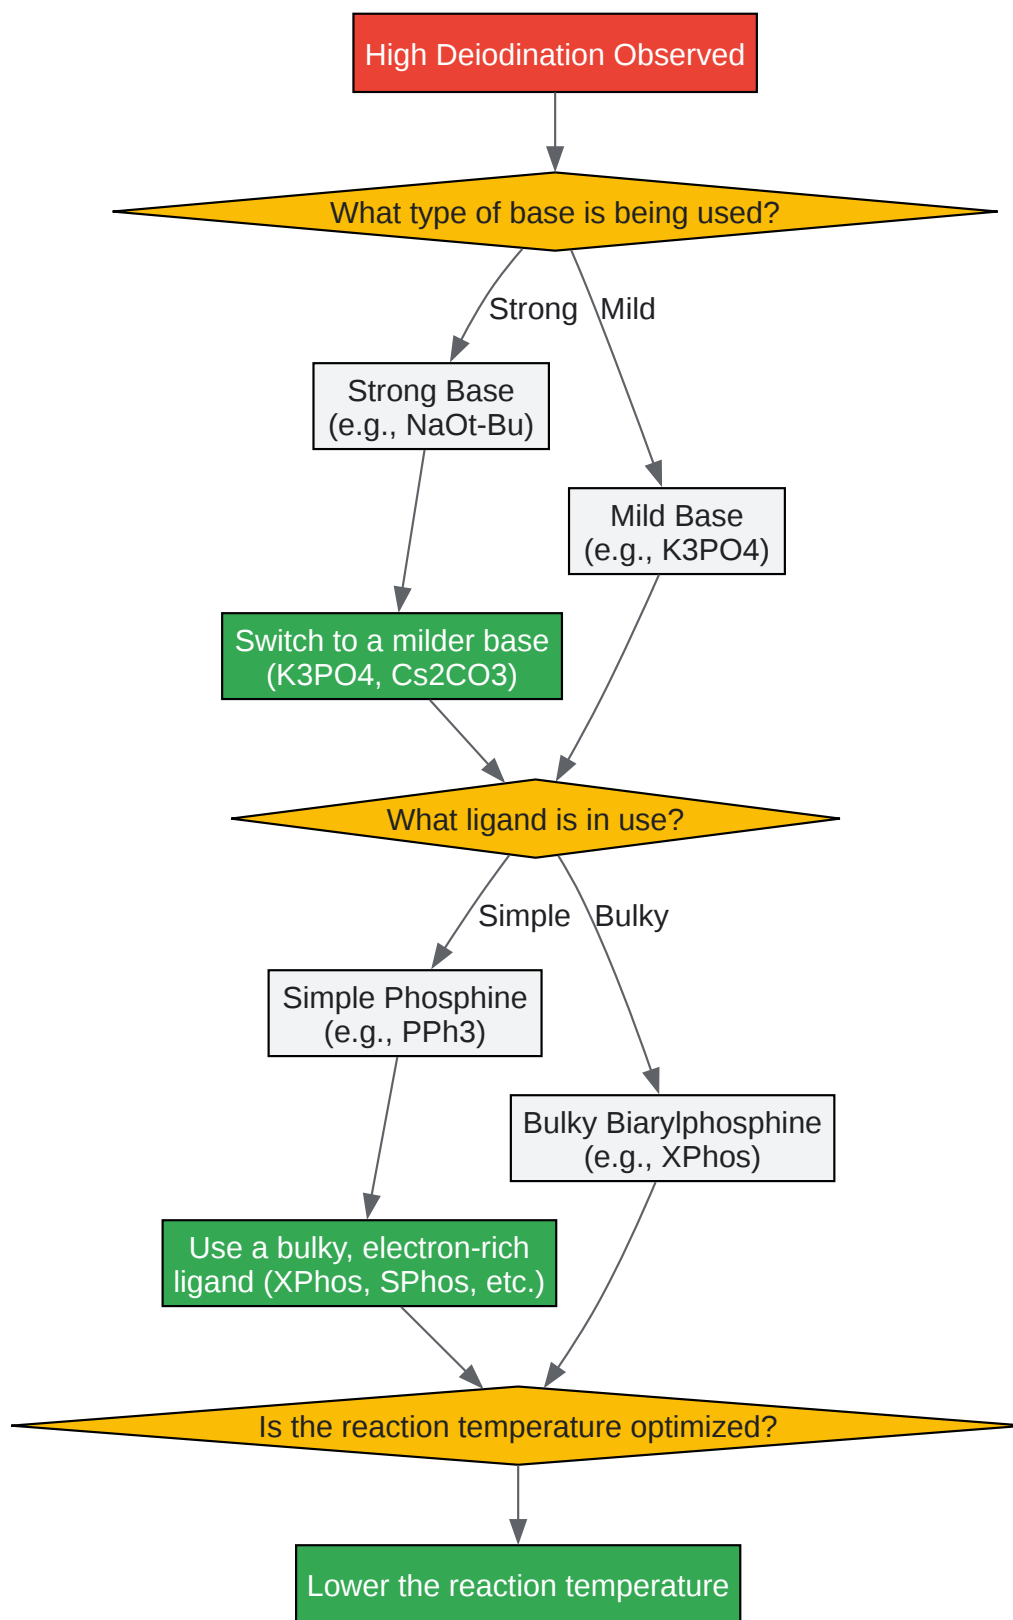 High Deiodination Observed
What type of base is being used?
Strong
Mild
Strong Base
(e.g., NaOt-Bu)
Mild Base
(e.g., K3PO4)
Switch to a milder base
(K3PO4, Cs2CO3)
What ligand is in use?
Simple
Bulky
Simple Phosphine
(e.g., PPh3)
Bulky Biarylphosphine
(e.g., XPhos)
Use a bulky, electron-rich
ligand (XPhos, SPhos, etc.)
Is the reaction temperature optimized?
Lower the reaction temperature